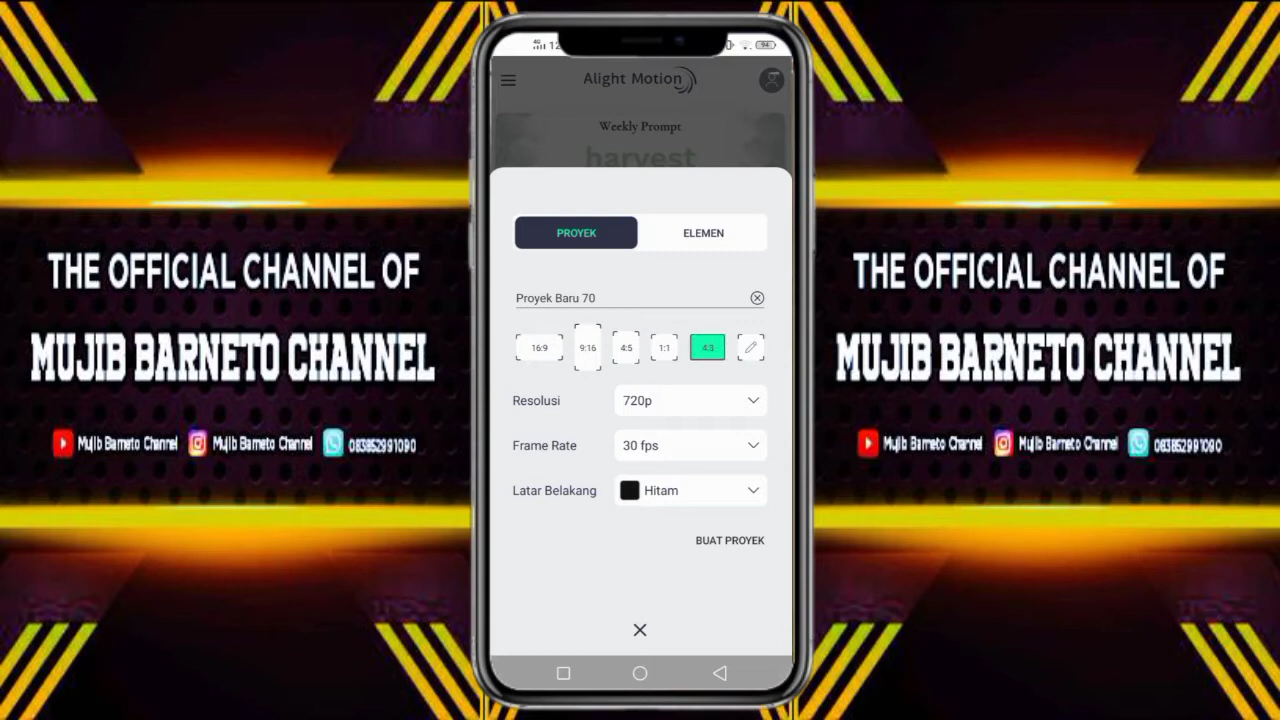 THE OFFICIAL CHANNEL OF
MUJIB BARNETO CHANNEL
Mujib Barneto Channel Mujib Barneto Channel 083852991090
4G 12 94
Alight Motion
Weekly Prompt
harvest
PROYEK ELEMEN
Proyek Baru 70
16:9 9:16 4:5 1:1 4:3
Resolusi 720p
Frame Rate 30 fps
Latar Belakang Hitam
BUAT PROYEK
THE OFFICIAL CHANNEL OF
MUJIB BARNETO CHANNEL
Mujib Barneto Channel Mujib Barneto Channel 083852991090